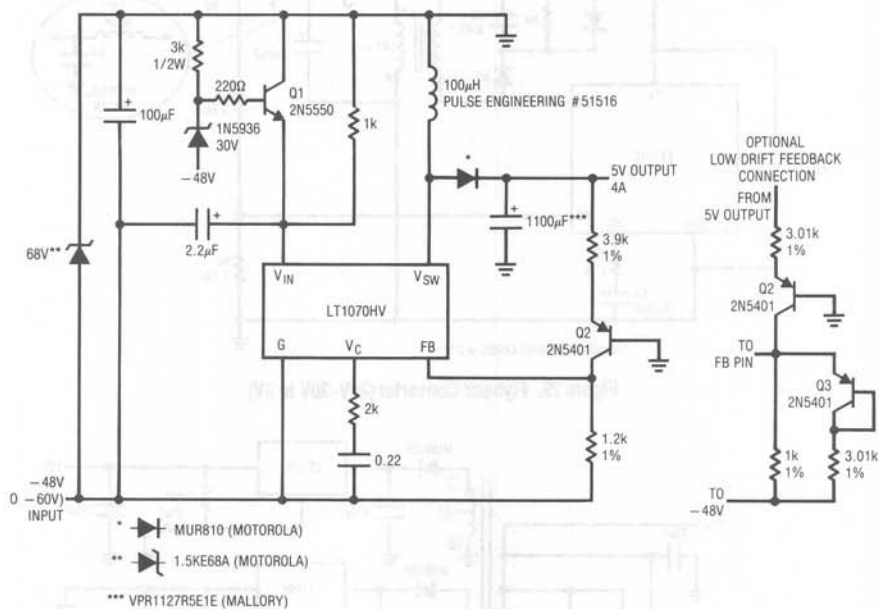 3k
1/2W
220Ω
Q1
2N5550
100μF
+
1N5936
30V
–48V
1k
100μH
PULSE ENGINEERING #51516
*
5V OUTPUT
4A
+
1100μF***
3.9k
1%
68V**
+
2.2μF
VIN
VSW
LT1070HV
G
VC
FB
Q2
2N5401
2k
0.22
1.2k
1%
–48V
0 –60V)
INPUT
OPTIONAL
LOW DRIFT FEEDBACK
CONNECTION
FROM
5V OUTPUT
3.01k
1%
Q2
2N5401
TO
FB PIN
Q3
2N5401
1k
1%
3.01k
1%
TO
–48V
* MUR810 (MOTOROLA)
** 1.5KE68A (MOTOROLA)
*** VPR1127R5E1E (MALLORY)